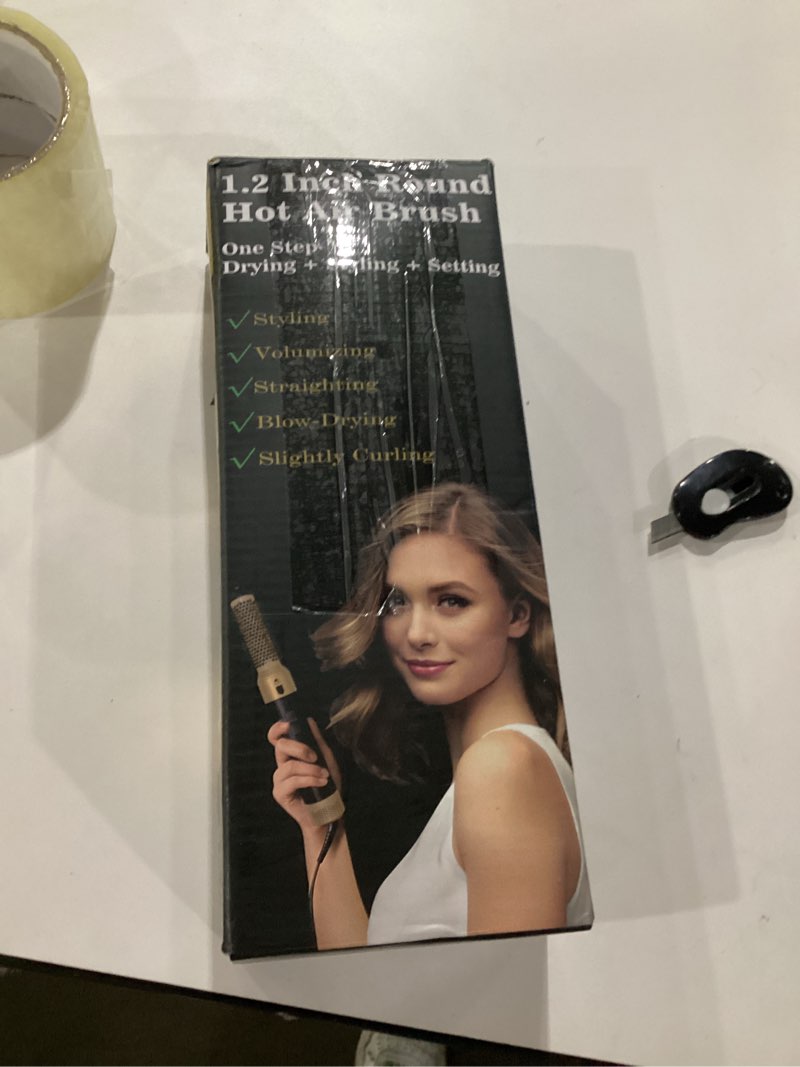 1.2 Inch Round
Hot Air Brush
One Step
Drying + Styling + Setting
Styling
Volumizing
Straighting
Blow-Drying
Slightly Curling